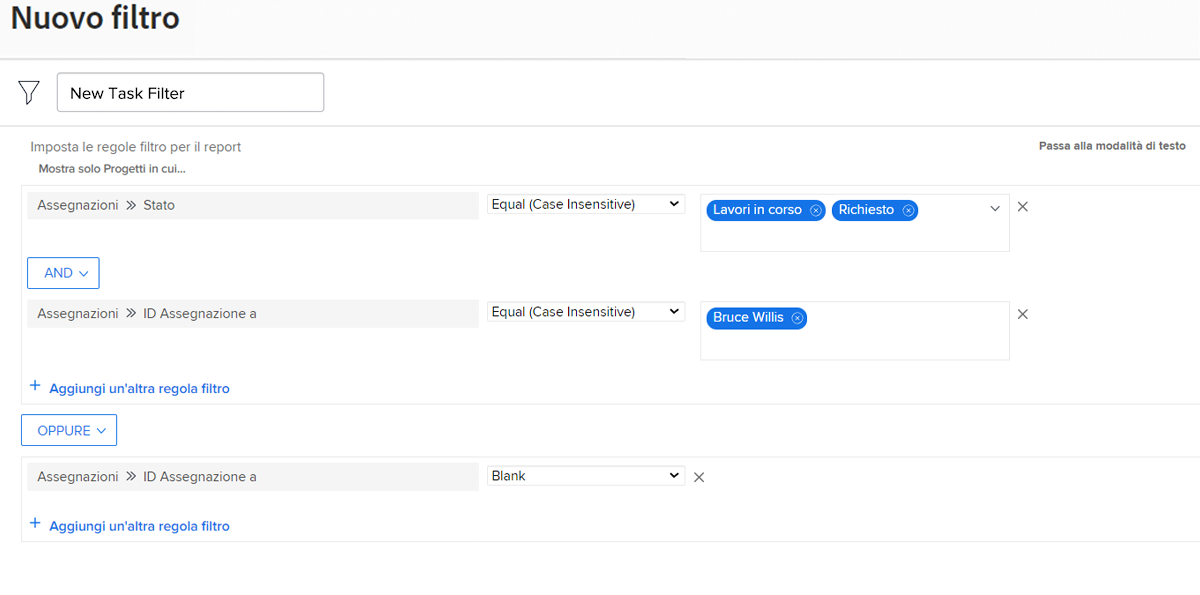 Nuovo filtro
New Task Filter
Imposta le regole filtro per il report
Passa alla modalità di testo
Mostra solo Progetti in cui...
Assegnazioni » Stato
Equal (Case Insensitive)
Lavori in corso Richiesto
AND
Assegnazioni » ID Assegnazione a
Equal (Case Insensitive)
Bruce Willis
+ Aggiungi un'altra regola filtro
OPPURE
Assegnazioni » ID Assegnazione a
Blank
+ Aggiungi un'altra regola filtro